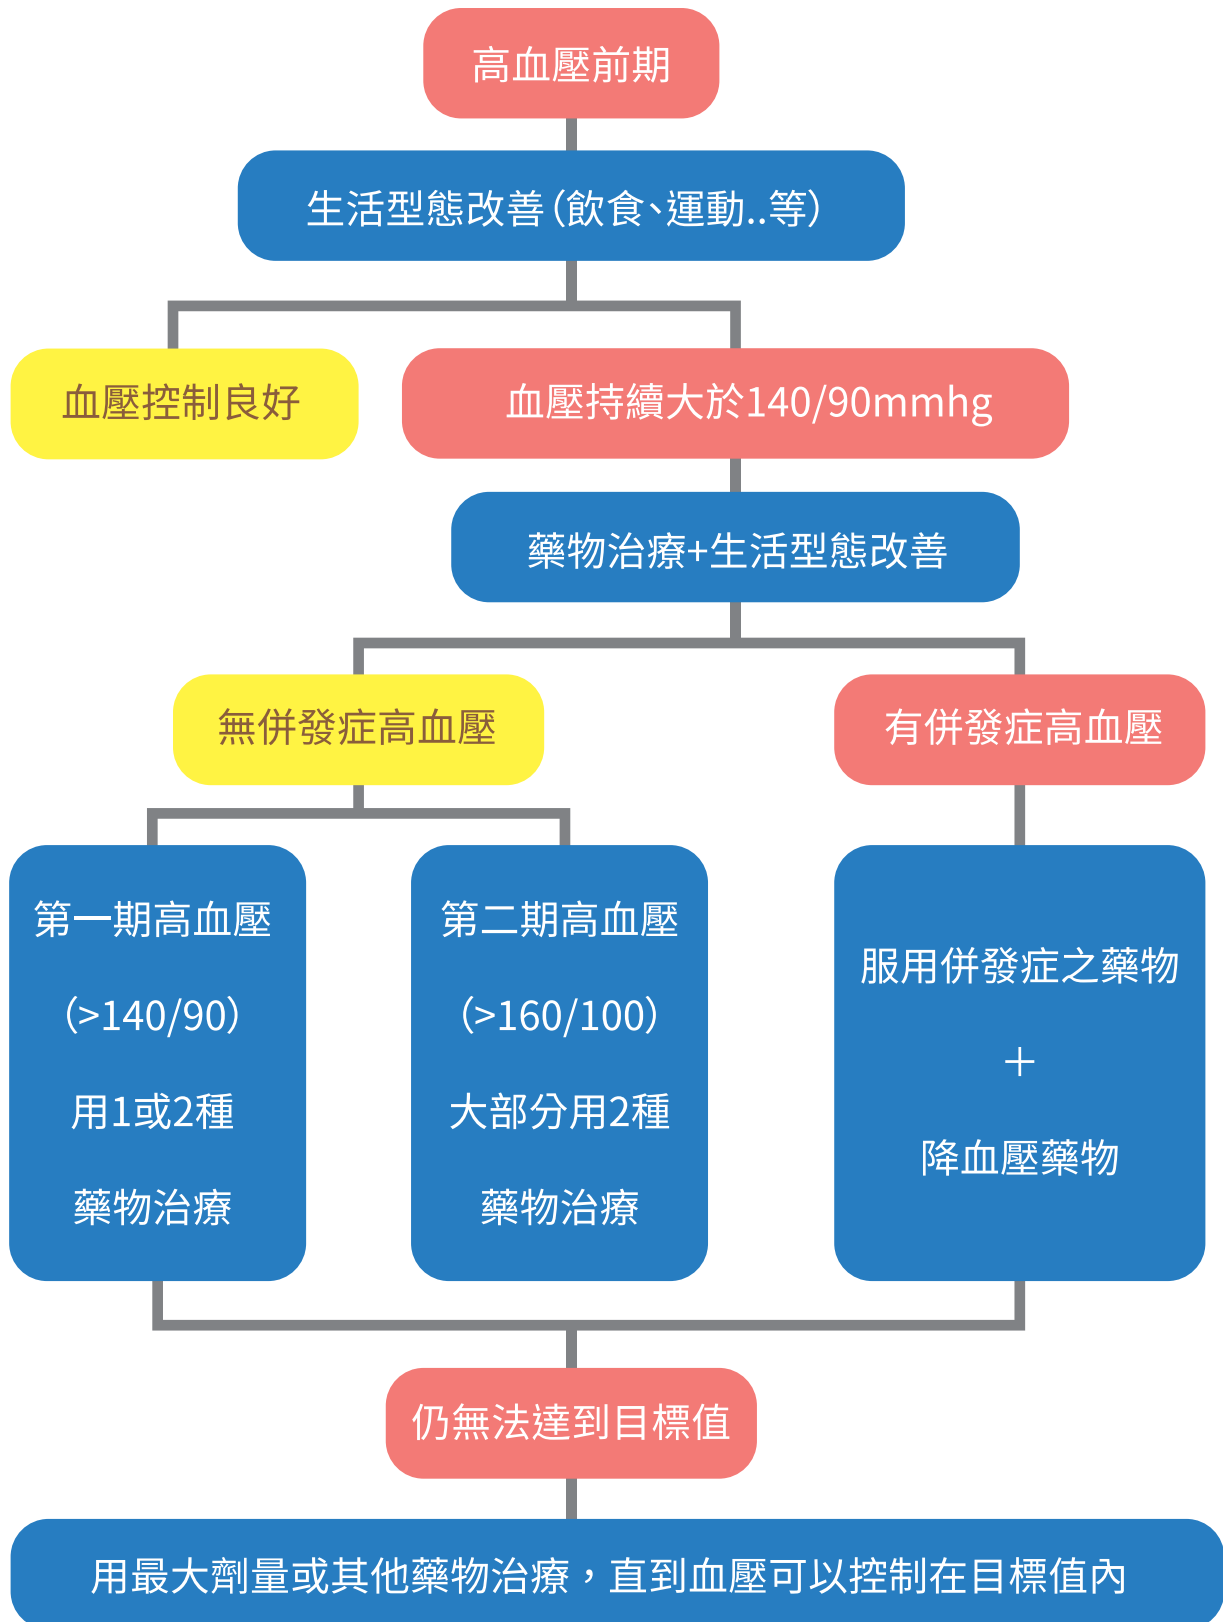 高血壓前期
生活型態改善（飲食、運動..等）
血壓控制良好
血壓持續大於140/90mmhg
藥物治療+生活型態改善
無併發症高血壓
有併發症高血壓
第一期高血壓
（>140/90）
用1或2種
藥物治療
第二期高血壓
（>160/100）
大部分用2種
藥物治療
服用併發症之藥物
＋
降血壓藥物
仍無法達到目標值
用最大劑量或其他藥物治療，直到血壓可以控制在目標值內